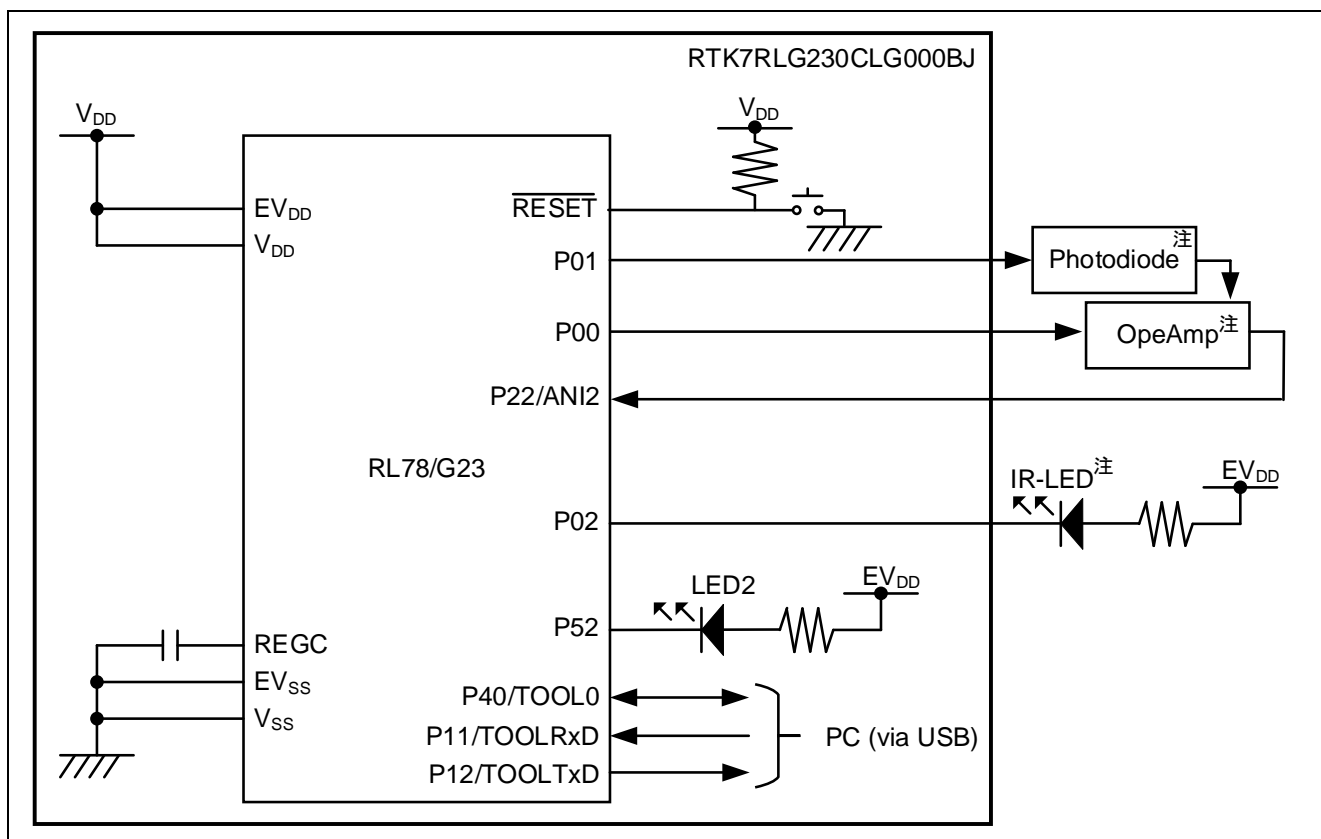 RTK7RLG230CLG000BJ
VDD
VDD
EVDD
VDD
RESET
P01
Photodiode注
P00
OpeAmp注
P22/ANI2
RL78/G23
IR-LED注
EVDD
P02
LED2
EVDD
P52
REGC
EVSS
VSS
P40/TOOL0
P11/TOOLRxD
PC (via USB)
P12/TOOLTxD